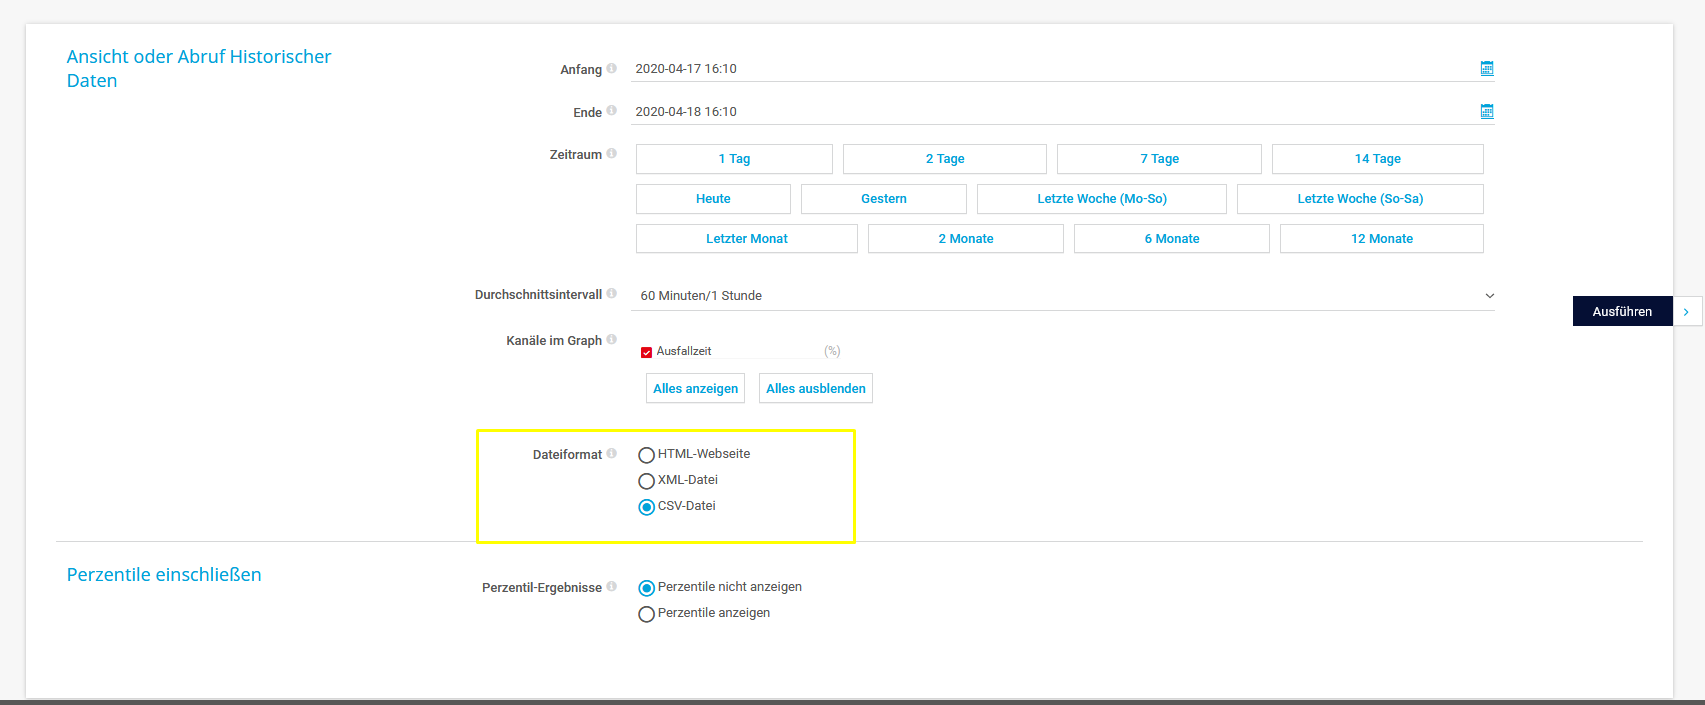 Ansicht oder Abruf Historischer
Daten
Anfang 2020-04-17 16:10
Ende 2020-04-18 16:10
Zeitraum 1 Tag 2 Tage 7 Tage 14 Tage
Heute Gestern Letzte Woche (Mo-So) Letzte Woche (So-Sa)
Letzter Monat 2 Monate 6 Monate 12 Monate
Durchschnittsintervall 60 Minuten/1 Stunde
Ausführen
Kanäle im Graph
Ausfallzeit (%)
Alles anzeigen Alles ausblenden
Dateiformat HTML-Webseite
XML-Datei
CSV-Datei
Perzentile einschließen
Perzentil-Ergebnisse Perzentile nicht anzeigen
Perzentile anzeigen